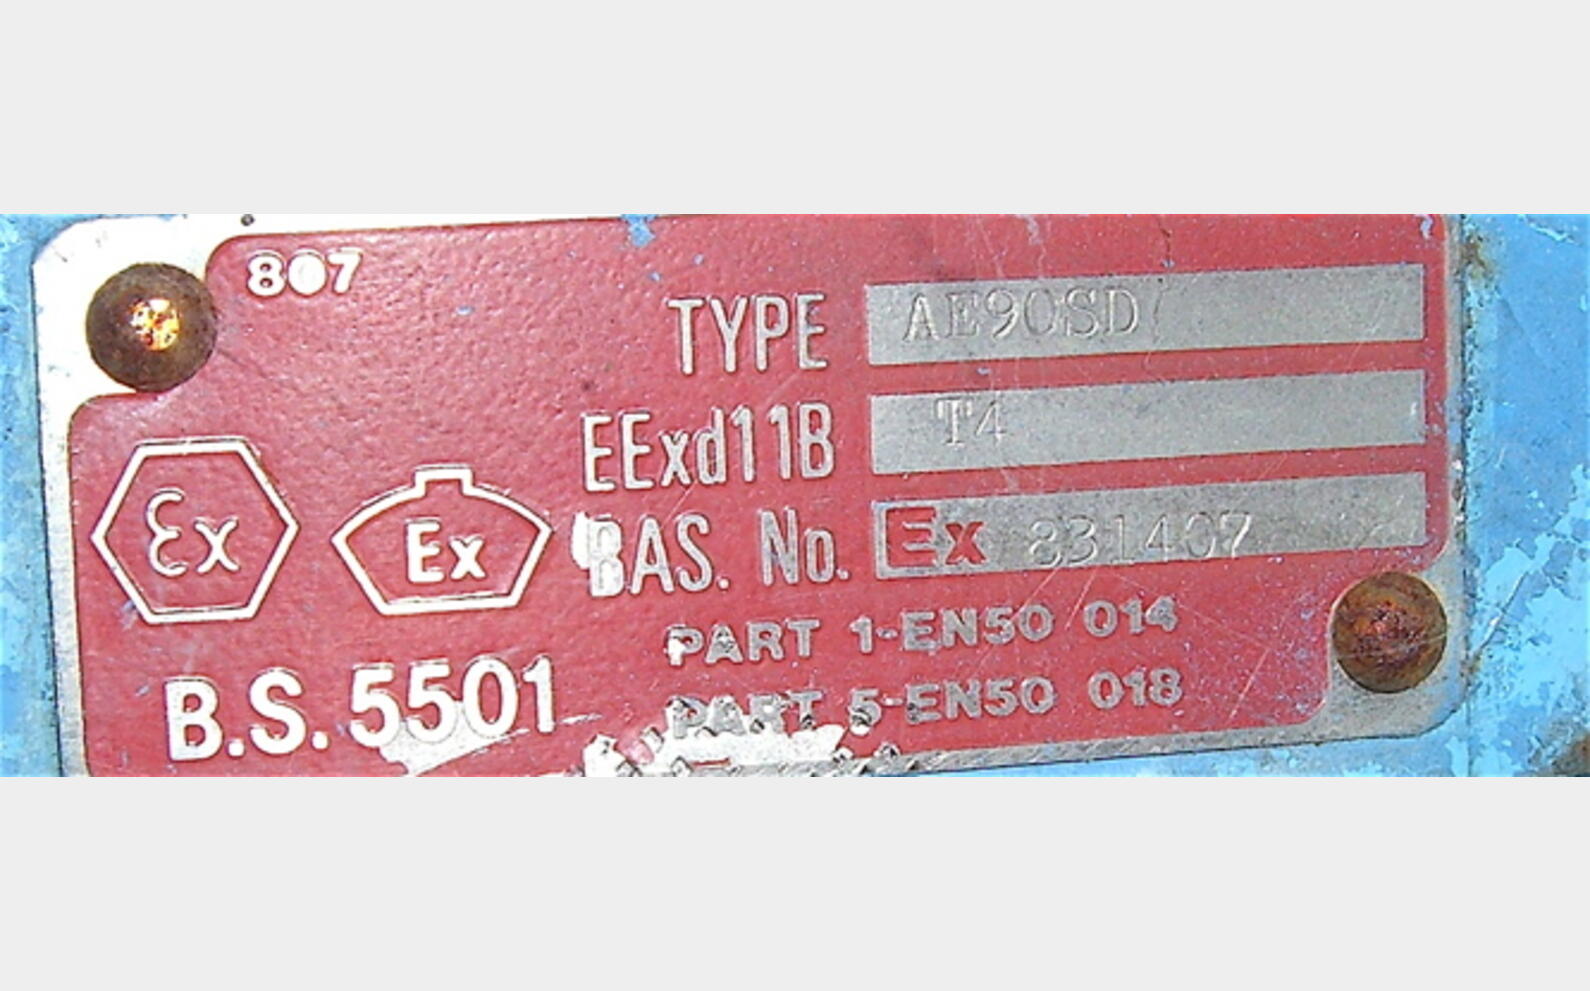 807
TYPE AE90SD
EExd11B T4
BAS. No. Ex 831407
Ex Ex
PART 1-EN50 014
B.S. 5501
PART 5-EN50 018